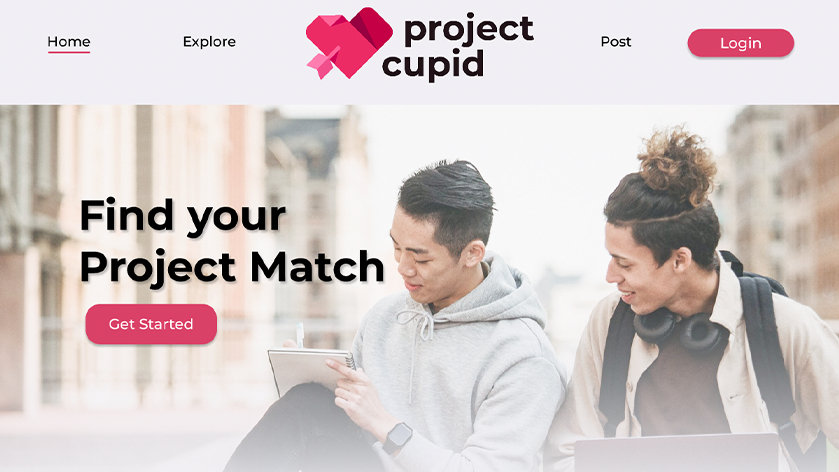 Home
Explore
project
cupid
Post
Login
Find your
Project Match
Get Started